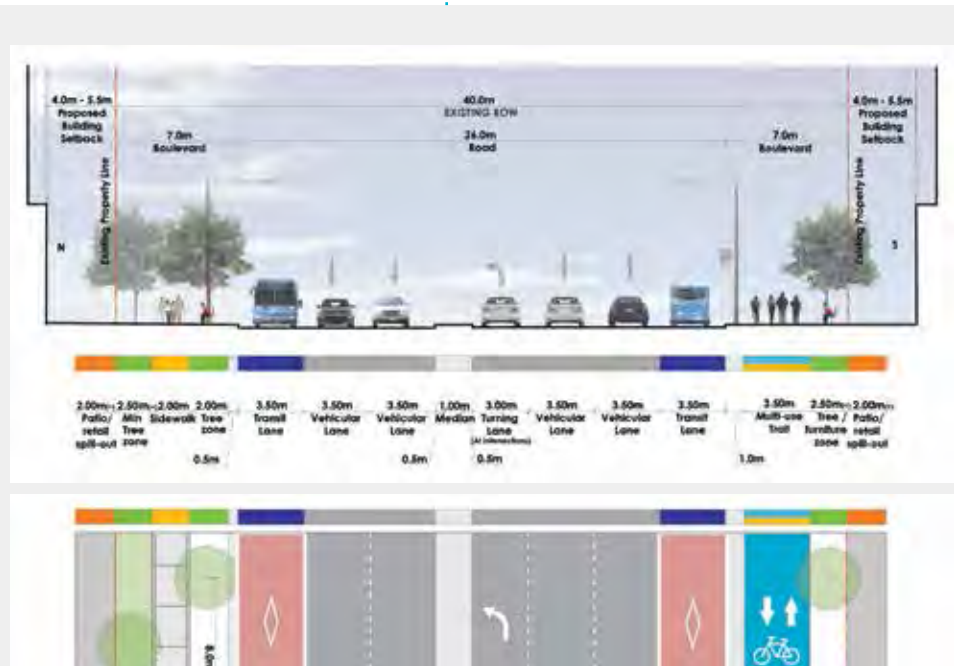 4.0m - 5.5m
Proposed
Building
Setback
40.0m
EXISTING ROW
26.0m
Road
7.0m
Boulevard
7.0m
Boulevard
4.0m - 5.5m
Proposed
Building
Setback
Existing Property Line
Existing Property Line
N
S
2.00m
Patio/
retail
spill-out
2.50m
Min
Tree
zone
2.00m
Sidewalk
2.00m
Tree
zone
3.50m
Transit
Lane
3.50m
Vehicular
Lane
3.50m
Vehicular
Lane
1.00m
Median
3.00m
Turning
Lane
(At intersections)
3.50m
Vehicular
Lane
3.50m
Vehicular
Lane
3.50m
Transit
Lane
3.50m
Multi-use
Trail
2.50m
Tree /
furniture
zone
2.00m
Patio/
retail
spill-out
0.5m
0.5m
0.5m
1.0m